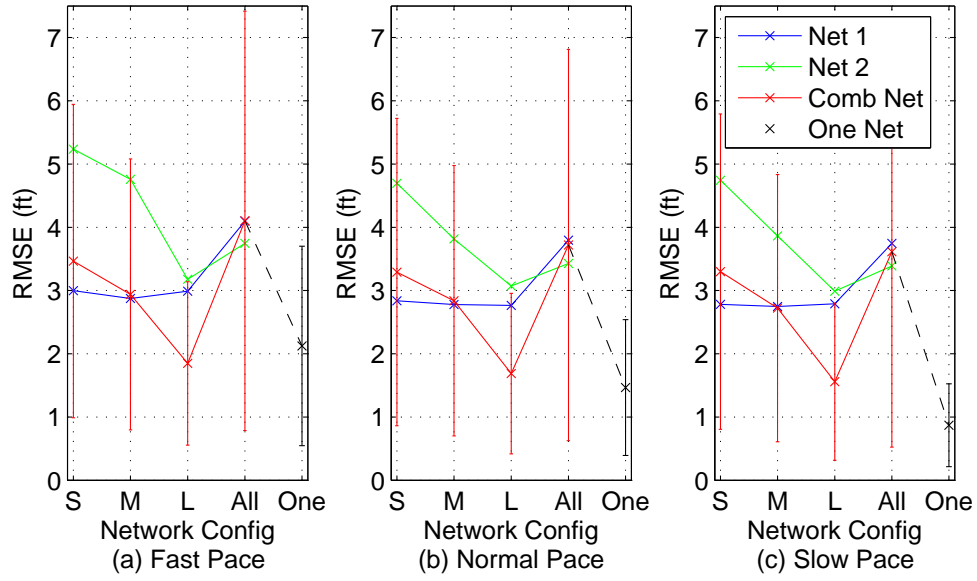 7
6
5
4
3
2
1
0
RMSE (ft)
S M L All One
Network Config
(a) Fast Pace
7
6
5
4
3
2
1
0
RMSE (ft)
S M L All One
Network Config
(b) Normal Pace
7
6
5
4
3
2
1
0
RMSE (ft)
S M L All One
Network Config
(c) Slow Pace
Net 1
Net 2
Comb Net
One Net